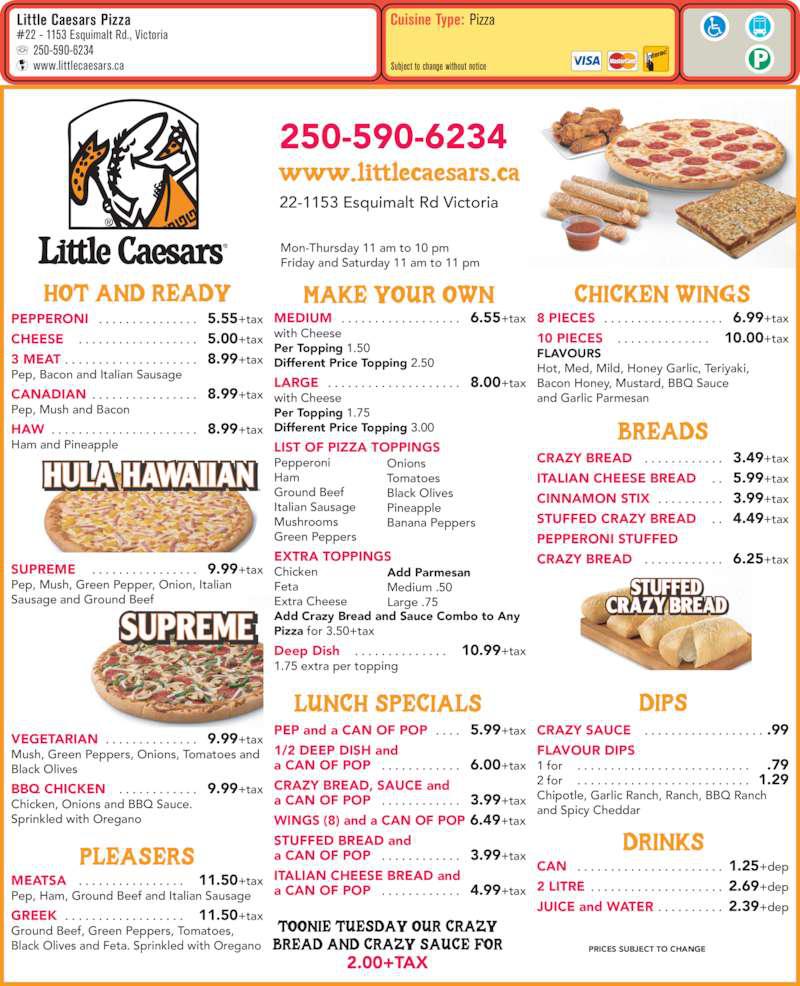 Little Caesars Pizza
#22 - 1153 Esquimalt Rd., Victoria
250-590-6234
www.littlecaesars.ca
Cuisine Type: Pizza
Subject to change without notice
VISA
MasterCard
Interac
P
Little Caesars®
250-590-6234
www.littlecaesars.ca
22-1153 Esquimalt Rd Victoria
Mon-Thursday 11 am to 10 pm
Friday and Saturday 11 am to 11 pm
HOT AND READY
PEPPERONI . . . . . . . . . . . . . . . 5.55+tax
CHEESE . . . . . . . . . . . . . . . . . . 5.00+tax
3 MEAT . . . . . . . . . . . . . . . . . . . . 8.99+tax
Pep, Bacon and Italian Sausage
CANADIAN . . . . . . . . . . . . . . . . 8.99+tax
Pep, Mush and Bacon
HAW . . . . . . . . . . . . . . . . . . . . . . 8.99+tax
Ham and Pineapple
HULA HAWAIIAN
SUPREME . . . . . . . . . . . . . . . . 9.99+tax
Pep, Mush, Green Pepper, Onion, Italian
Sausage and Ground Beef
SUPREME
VEGETARIAN . . . . . . . . . . . . . . 9.99+tax
Mush, Green Peppers, Onions, Tomatoes and
Black Olives
BBQ CHICKEN . . . . . . . . . . . . 9.99+tax
Chicken, Onions and BBQ Sauce.
Sprinkled with Oregano
PLEASERS
MEATSA . . . . . . . . . . . . . . . . 11.50+tax
Pep, Ham, Ground Beef and Italian Sausage
GREEK . . . . . . . . . . . . . . . . . . 11.50+tax
Ground Beef, Green Peppers, Tomatoes,
Black Olives and Feta. Sprinkled with Oregano
MAKE YOUR OWN
MEDIUM . . . . . . . . . . . . . . . . . . 6.55+tax
with Cheese
Per Topping 1.50
Different Price Topping 2.50
LARGE . . . . . . . . . . . . . . . . . . . . 8.00+tax
with Cheese
Per Topping 1.75
Different Price Topping 3.00
LIST OF PIZZA TOPPINGS
Pepperoni
Ham
Ground Beef
Italian Sausage
Mushrooms
Green Peppers
Onions
Tomatoes
Black Olives
Pineapple
Banana Peppers
EXTRA TOPPINGS
Chicken
Feta
Extra Cheese
Add Parmesan
Medium .50
Large .75
Add Crazy Bread and Sauce Combo to Any
Pizza for 3.50+tax
Deep Dish . . . . . . . . . . . . . . 10.99+tax
1.75 extra per topping
LUNCH SPECIALS
PEP and a CAN OF POP . . . . 5.99+tax
1/2 DEEP DISH and
a CAN OF POP . . . . . . . . . . . . 6.00+tax
CRAZY BREAD, SAUCE and
a CAN OF POP . . . . . . . . . . . . 3.99+tax
WINGS (8) and a CAN OF POP 6.49+tax
STUFFED BREAD and
a CAN OF POP . . . . . . . . . . . . 3.99+tax
ITALIAN CHEESE BREAD and
a CAN OF POP . . . . . . . . . . . . 4.99+tax
TOONIE TUESDAY OUR CRAZY
BREAD AND CRAZY SAUCE FOR
2.00+TAX
CHICKEN WINGS
8 PIECES . . . . . . . . . . . . . . . . . . 6.99+tax
10 PIECES . . . . . . . . . . . . . . 10.00+tax
FLAVOURS
Hot, Med, Mild, Honey Garlic, Teriyaki,
Bacon Honey, Mustard, BBQ Sauce
and Garlic Parmesan
BREADS
CRAZY BREAD . . . . . . . . . . . . 3.49+tax
ITALIAN CHEESE BREAD . . 5.99+tax
CINNAMON STIX . . . . . . . . . . 3.99+tax
STUFFED CRAZY BREAD . . 4.49+tax
PEPPERONI STUFFED
CRAZY BREAD . . . . . . . . . . . . 6.25+tax
STUFFED
CRAZY BREAD
DIPS
CRAZY SAUCE . . . . . . . . . . . . . . . . . . .99
FLAVOUR DIPS
1 for . . . . . . . . . . . . . . . . . . . . . . . . . . . .79
2 for . . . . . . . . . . . . . . . . . . . . . . . . . . 1.29
Chipotle, Garlic Ranch, Ranch, BBQ Ranch
and Spicy Cheddar
DRINKS
CAN . . . . . . . . . . . . . . . . . . . . . . 1.25+dep
2 LITRE . . . . . . . . . . . . . . . . . . . . 2.69+dep
JUICE and WATER . . . . . . . . . . 2.39+dep
PRICES SUBJECT TO CHANGE